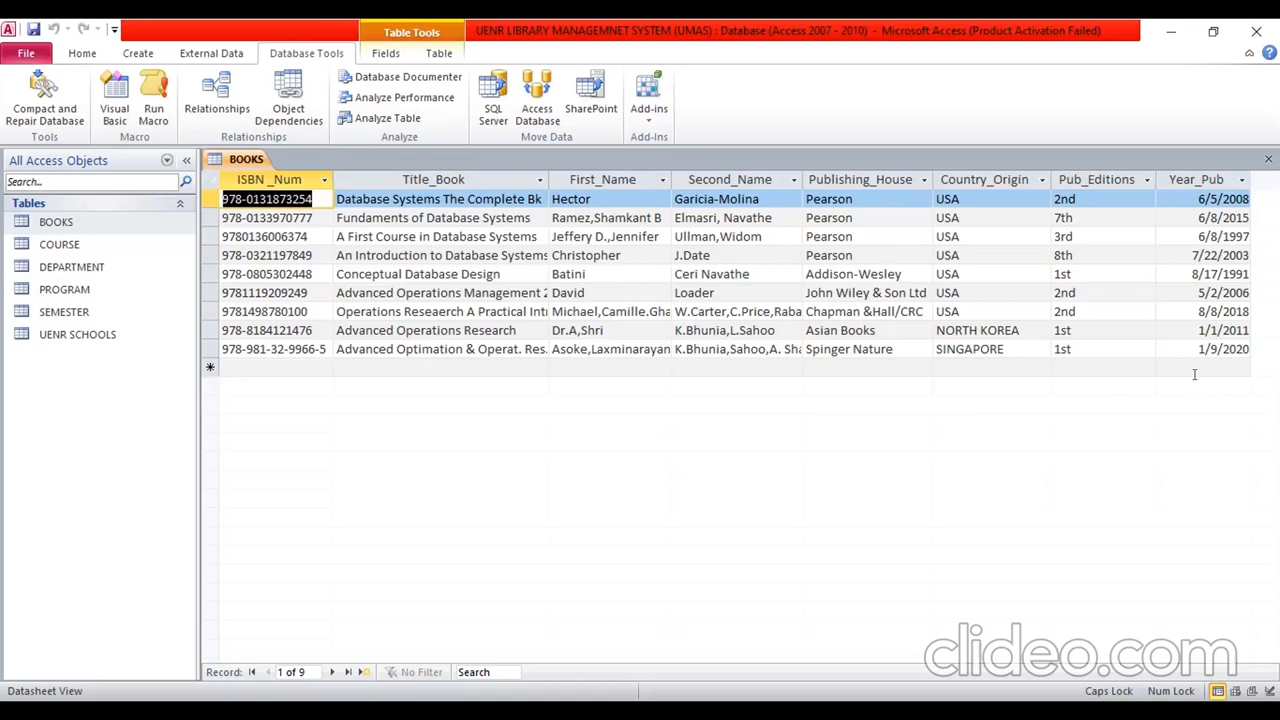 UENR LIBRARY MANAGEMNET SYSTEM (UMAS) : Database (Access 2007 - 2010) - Microsoft Access (Product Activation Failed)
Table Tools
File Home Create External Data Database Tools Fields Table
Compact and Repair Database
Visual Basic
Run Macro
Relationships
Object Dependencies
Database Documenter
Analyze Performance
Analyze Table
SQL Server
Access Database
SharePoint
Add-ins
Tools Macro Relationships Analyze Move Data Add-Ins
All Access Objects
Search...
Tables
BOOKS
COURSE
DEPARTMENT
PROGRAM
SEMESTER
UENR SCHOOLS
BOOKS
ISBN _Num Title_Book First_Name Second_Name Publishing_House Country_Origin Pub_Editions Year_Pub
978-0131873254 Database Systems The Complete Bk Hector Garicia-Molina Pearson USA 2nd 6/5/2008
978-0133970777 Fundaments of Database Systems Ramez,Shamkant B Elmasri, Navathe Pearson USA 7th 6/8/2015
9780136006374 A First Course in Database Systems Jeffery D.,Jennifer Ullman,Widom Pearson USA 3rd 6/8/1997
978-0321197849 An Introduction to Database Systems Christopher J.Date Pearson USA 8th 7/22/2003
978-0805302448 Conceptual Database Design Batini Ceri Navathe Addison-Wesley USA 1st 8/17/1991
9781119209249 Advanced Operations Management 2 David Loader John Wiley & Son Ltd USA 2nd 5/2/2006
9781498780100 Operations Reseaerch A Practical Int Michael,Camille.Gha W.Carter,C.Price,Raba Chapman &Hall/CRC USA 2nd 8/8/2018
978-8184121476 Advanced Operations Research Dr.A,Shri K.Bhunia,L.Sahoo Asian Books NORTH KOREA 1st 1/1/2011
978-981-32-9966-5 Advanced Optimation & Operat. Res. Asoke,Laxminarayan K.Bhunia,Sahoo,A. Sha Spinger Nature SINGAPORE 1st 1/9/2020
Record: 1 of 9 No Filter Search
Datasheet View Caps Lock Num Lock
clideo.com